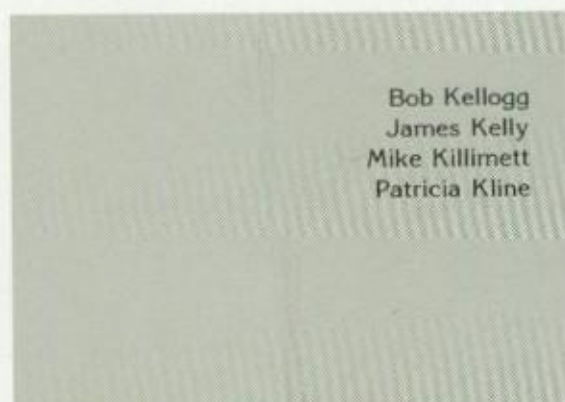 Bob Kellogg
James Kelly
Mike Killimett
Patricia Kline